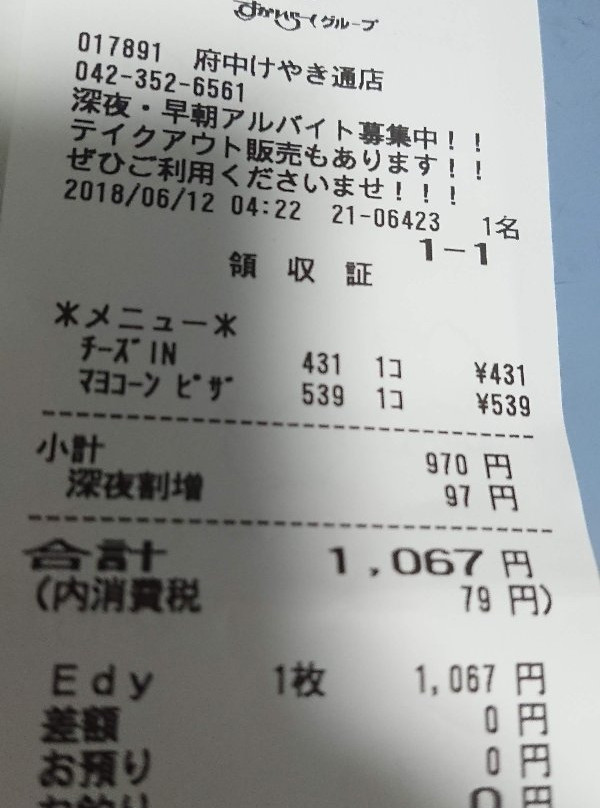 すかいらーくグループ
017891 府中けやき通店
042-352-6561
深夜・早朝アルバイト募集中!!
テイクアウト販売もあります!!
ぜひご利用くださいませ!!!
2018/06/12 04:22 21-06423 1名
1-1
領 収 証
*メニュー*
チーズIN 431 1コ ¥431
マヨコーン ピザ 539 1コ ¥539
小計 970 円
深夜割増 97 円
合計 1,067 円
(内消費税 79 円)
Edy 1枚 1,067 円
差額 0 円
お預り 0 円
お釣り 0 円